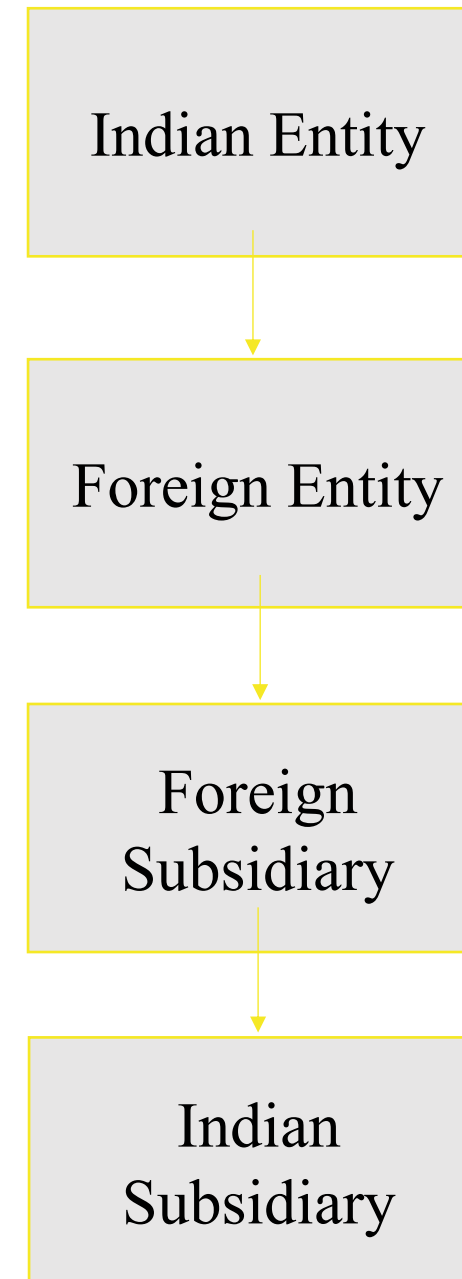 Indian Entity
Foreign Entity
Foreign
Subsidiary
Indian
Subsidiary